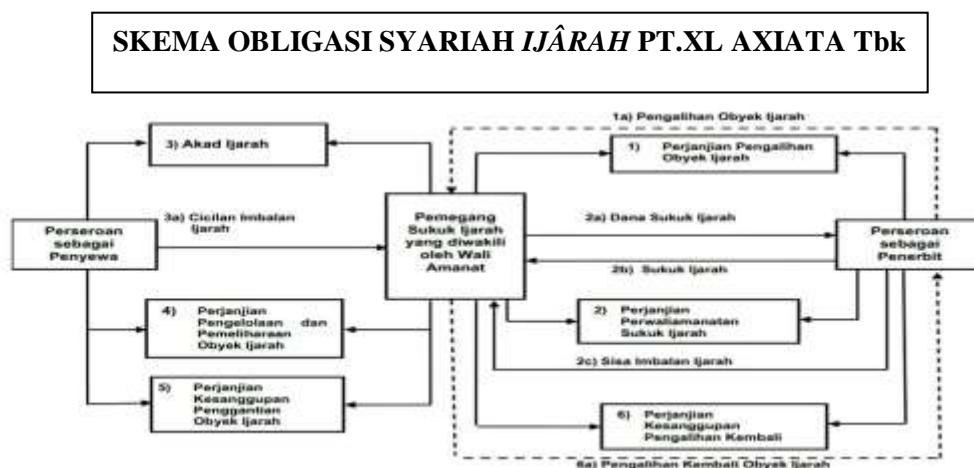 SKEMA OBLIGASI SYARIAH IJÂRAH PT.XL AXIATA Tbk
1a) Pengalihan Obyek Ijarah
3) Akad Ijarah
1) Perjanjian Pengalihan
Obyek Ijarah
Perseroan
sebagai
Penyewa
3a) Cicilan Imbalan
Ijarah
Pemegang
Sukuk Ijarah
yang diwakili
oleh Wali
Amanat
2a) Dana Sukuk Ijarah
2b) Sukuk Ijarah
Perseroan
sebagai
Penerbit
4) Perjanjian
Pengelolaan dan
Pemeliharaan
Obyek Ijarah
2) Perjanjian
Perwaliamanatan
Sukuk Ijarah
2c) Sisa Imbalan Ijarah
5) Perjanjian
Kesanggupan
Penggantian
Obyek Ijarah
6) Perjanjian
Kesanggupan
Pengalihan Kembali
6a) Pengalihan Kembali Obyek Ijarah